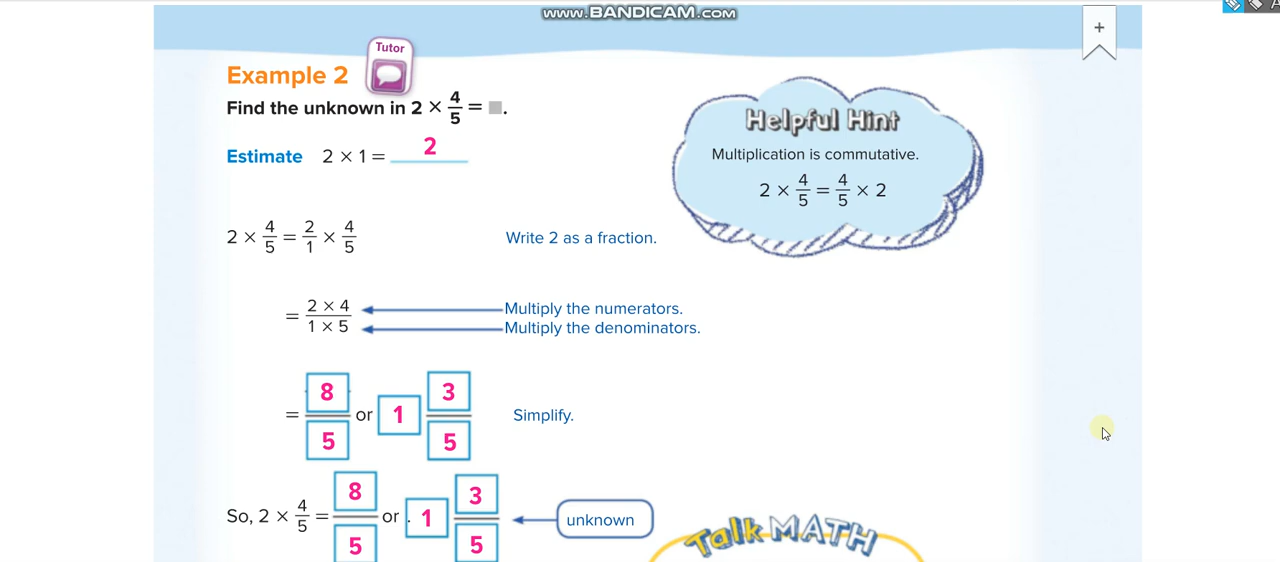 www.BANDICAM.com
Tutor
Example 2
Find the unknown in 2 × 4/5 = ■.
Estimate 2 × 1 = 2
Helpful Hint
Multiplication is commutative.
2 × 4/5 = 4/5 × 2
2 × 4/5 = 2/1 × 4/5 Write 2 as a fraction.
= 2 × 4 / 1 × 5 Multiply the numerators.
Multiply the denominators.
= 8/5 or 1 3/5 Simplify.
So, 2 × 4/5 = 8/5 or 1 3/5 unknown
Talk MATH